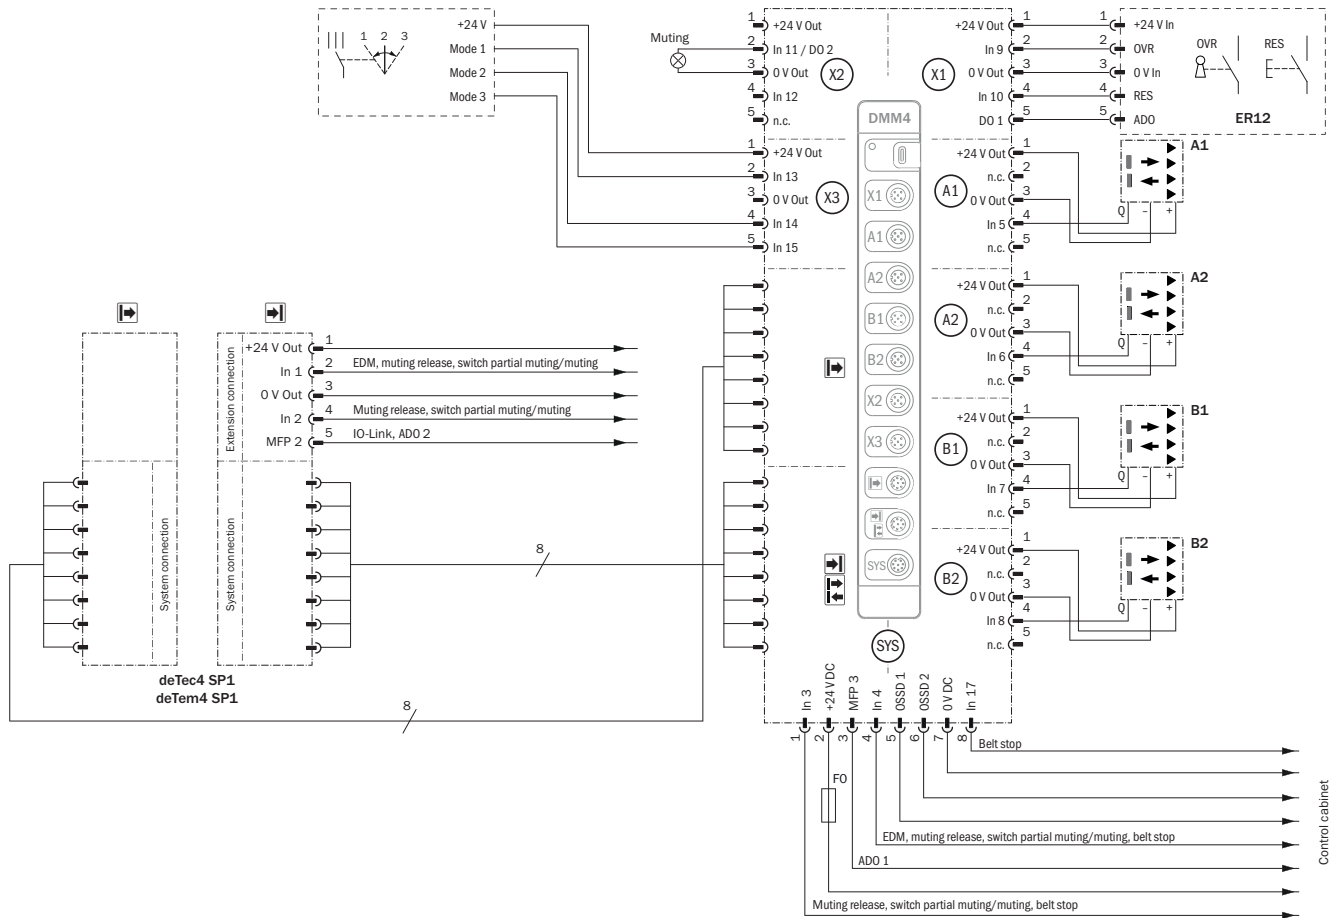 +24 V
Mode 1
Mode 2
Mode 3
1 2 3
Muting
1 +24 V Out
2 In 11 / DO 2
3 0 V Out
4 In 12
5 n.c.
X2
X1
+24 V Out 1
In 9 2
0 V Out 3
In 10 4
DO 1 5
1 +24 V In
2 OVR
3 0 V In
4 RES
5 ADO
OVR
RES
ER12
1 +24 V Out
2 In 13
3 0 V Out
4 In 14
5 In 15
X3
DMM4
X1
A1
A2
B1
B2
X2
X3
SYS
SYS
A1
+24 V Out 1
n.c. 2
0 V Out 3
In 5 4
n.c. 5
A1
Q – +
A2
+24 V Out 1
n.c. 2
0 V Out 3
In 6 4
n.c. 5
A2
Q – +
B1
+24 V Out 1
n.c. 2
0 V Out 3
In 7 4
n.c. 5
B1
Q – +
B2
+24 V Out 1
n.c. 2
0 V Out 3
In 8 4
n.c. 5
B2
Q – +
Extension connection
+24 V Out 1
In 1 2 EDM, muting release, switch partial muting/muting
0 V Out 3
In 2 4 Muting release, switch partial muting/muting
MFP 2 5 IO-Link, ADO 2
System connection
System connection
deTec4 SP1
deTem4 SP1
8
8
In 3
+24 V DC
MFP 3
In 4
OSSD 1
OSSD 2
0 V DC
In 17
1 2 3 4 5 6 7 8
Belt stop
F0
EDM, muting release, switch partial muting/muting, belt stop
ADO 1
Muting release, switch partial muting/muting, belt stop
Control cabinet